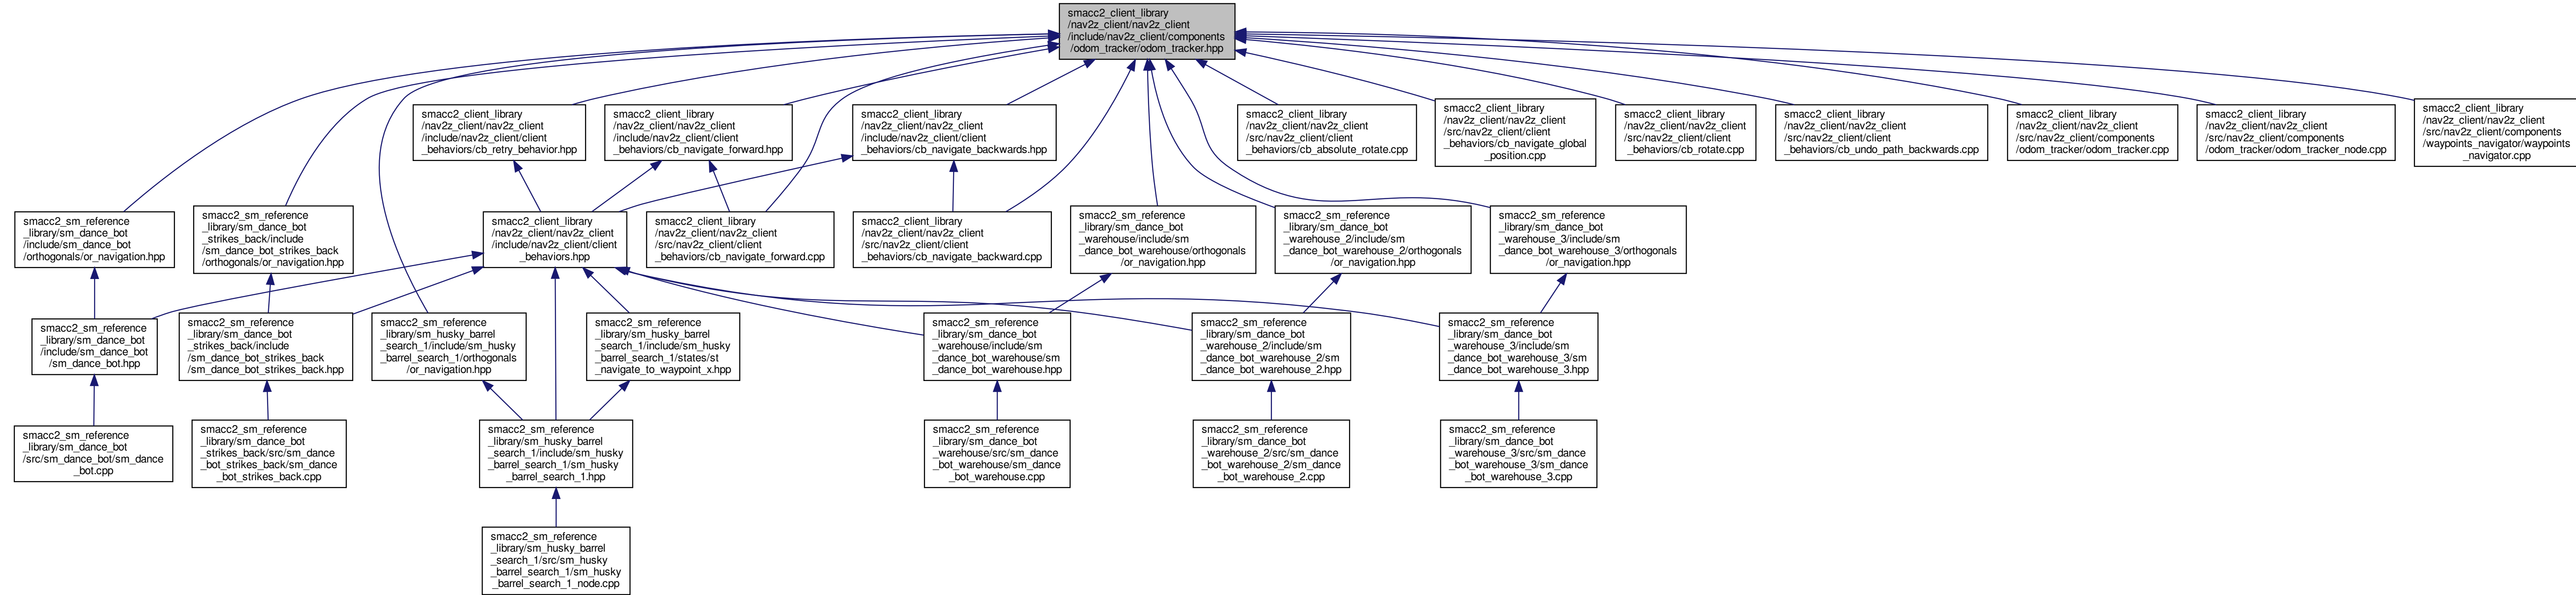 smacc2_client_library
/nav2z_client/nav2z_client
/include/nav2z_client/components
/odom_tracker/odom_tracker.hpp
smacc2_client_library
/nav2z_client/nav2z_client
/include/nav2z_client/client
_behaviors/cb_retry_behavior.hpp
smacc2_client_library
/nav2z_client/nav2z_client
/include/nav2z_client/client
_behaviors/cb_navigate_forward.hpp
smacc2_client_library
/nav2z_client/nav2z_client
/include/nav2z_client/client
_behaviors/cb_navigate_backwards.hpp
smacc2_client_library
/nav2z_client/nav2z_client
/src/nav2z_client/client
_behaviors/cb_absolute_rotate.cpp
smacc2_client_library
/nav2z_client/nav2z_client
/src/nav2z_client/client
_behaviors/cb_navigate_global
_position.cpp
smacc2_client_library
/nav2z_client/nav2z_client
/src/nav2z_client/client
_behaviors/cb_rotate.cpp
smacc2_client_library
/nav2z_client/nav2z_client
/src/nav2z_client/client
_behaviors/cb_undo_path_backwards.cpp
smacc2_client_library
/nav2z_client/nav2z_client
/src/nav2z_client/components
/odom_tracker/odom_tracker.cpp
smacc2_client_library
/nav2z_client/nav2z_client
/src/nav2z_client/components
/odom_tracker/odom_tracker_node.cpp
smacc2_client_library
/nav2z_client/nav2z_client
/src/nav2z_client/components
/waypoints_navigator/waypoints
_navigator.cpp
smacc2_sm_reference
_library/sm_dance_bot
/include/sm_dance_bot
/orthogonals/or_navigation.hpp
smacc2_sm_reference
_library/sm_dance_bot
_strikes_back/include
/sm_dance_bot_strikes_back
/orthogonals/or_navigation.hpp
smacc2_client_library
/nav2z_client/nav2z_client
/include/nav2z_client/client
_behaviors.hpp
smacc2_client_library
/nav2z_client/nav2z_client
/src/nav2z_client/client
_behaviors/cb_navigate_forward.cpp
smacc2_client_library
/nav2z_client/nav2z_client
/src/nav2z_client/client
_behaviors/cb_navigate_backward.cpp
smacc2_sm_reference
_library/sm_dance_bot
_warehouse/include/sm
_dance_bot_warehouse/orthogonals
/or_navigation.hpp
smacc2_sm_reference
_library/sm_dance_bot
_warehouse_2/include/sm
_dance_bot_warehouse_2/orthogonals
/or_navigation.hpp
smacc2_sm_reference
_library/sm_dance_bot
_warehouse_3/include/sm
_dance_bot_warehouse_3/orthogonals
/or_navigation.hpp
smacc2_sm_reference
_library/sm_dance_bot
/include/sm_dance_bot
/sm_dance_bot.hpp
smacc2_sm_reference
_library/sm_dance_bot
_strikes_back/include
/sm_dance_bot_strikes_back
/sm_dance_bot_strikes_back.hpp
smacc2_sm_reference
_library/sm_husky_barrel
_search_1/include/sm_husky
_barrel_search_1/orthogonals
/or_navigation.hpp
smacc2_sm_reference
_library/sm_husky_barrel
_search_1/include/sm_husky
_barrel_search_1/states/st
_navigate_to_waypoint_x.hpp
smacc2_sm_reference
_library/sm_dance_bot
_warehouse/include/sm
_dance_bot_warehouse/sm
_dance_bot_warehouse.hpp
smacc2_sm_reference
_library/sm_dance_bot
_warehouse_2/include/sm
_dance_bot_warehouse_2/sm
_dance_bot_warehouse_2.hpp
smacc2_sm_reference
_library/sm_dance_bot
_warehouse_3/include/sm
_dance_bot_warehouse_3/sm
_dance_bot_warehouse_3.hpp
smacc2_sm_reference
_library/sm_dance_bot
/src/sm_dance_bot/sm_dance
_bot.cpp
smacc2_sm_reference
_library/sm_dance_bot
_strikes_back/src/sm_dance
_bot_strikes_back/sm_dance
_bot_strikes_back.cpp
smacc2_sm_reference
_library/sm_husky_barrel
_search_1/include/sm_husky
_barrel_search_1/sm_husky
_barrel_search_1.hpp
smacc2_sm_reference
_library/sm_dance_bot
_warehouse/src/sm_dance
_bot_warehouse/sm_dance
_bot_warehouse.cpp
smacc2_sm_reference
_library/sm_dance_bot
_warehouse_2/src/sm_dance
_bot_warehouse_2/sm_dance
_bot_warehouse_2.cpp
smacc2_sm_reference
_library/sm_dance_bot
_warehouse_3/src/sm_dance
_bot_warehouse_3/sm_dance
_bot_warehouse_3.cpp
smacc2_sm_reference
_library/sm_husky_barrel
_search_1/src/sm_husky
_barrel_search_1/sm_husky
_barrel_search_1_node.cpp